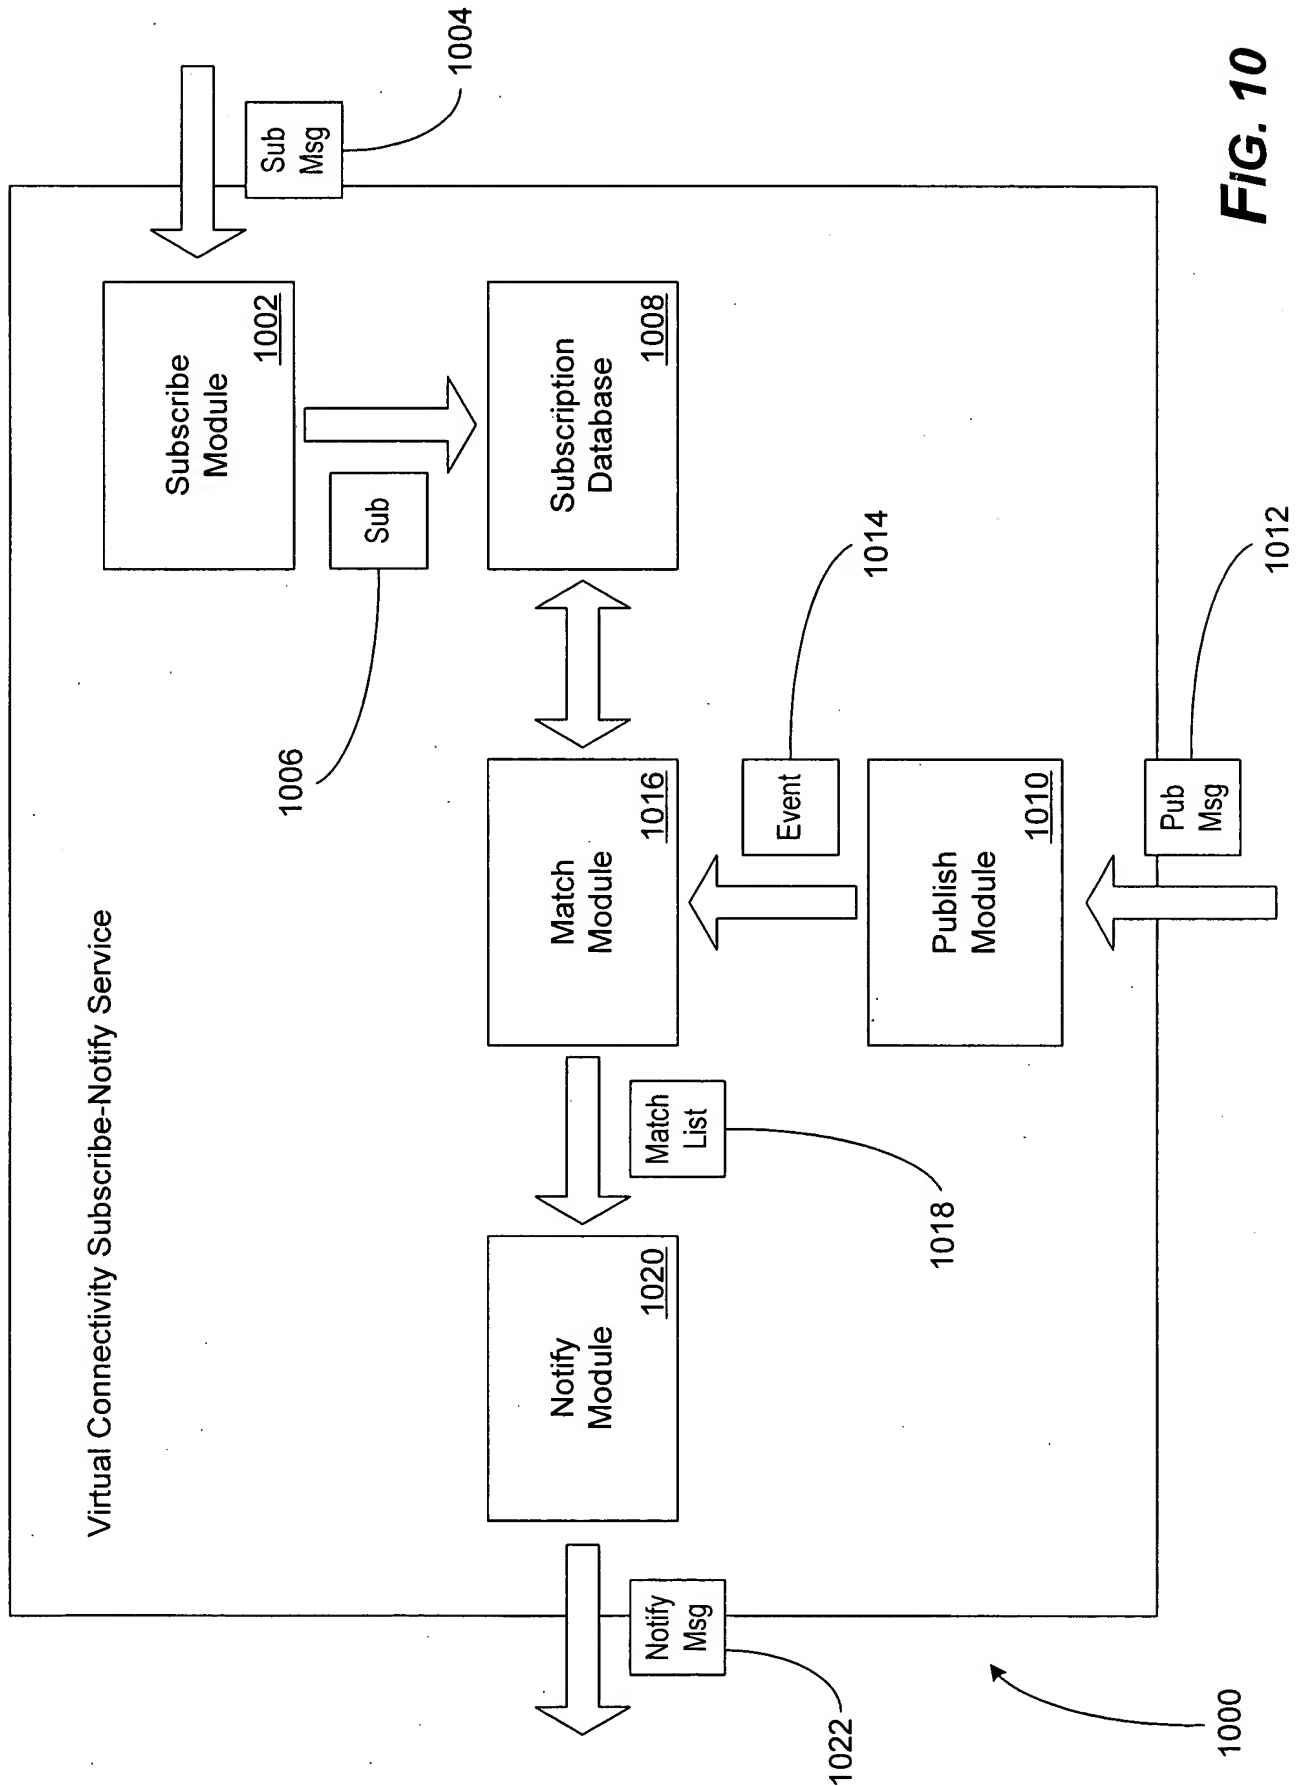 Virtual Connectivity Subscribe-Notify Service
Subscribe
Module
1002
Sub
Msg
1004
Sub
1006
Notify
Module
1020
Match
Module
1016
Subscription
Database
1008
Notify
Msg
1022
Match
List
1018
Event
1014
Publish
Module
1010
Pub
Msg
1012
1000
FIG. 10